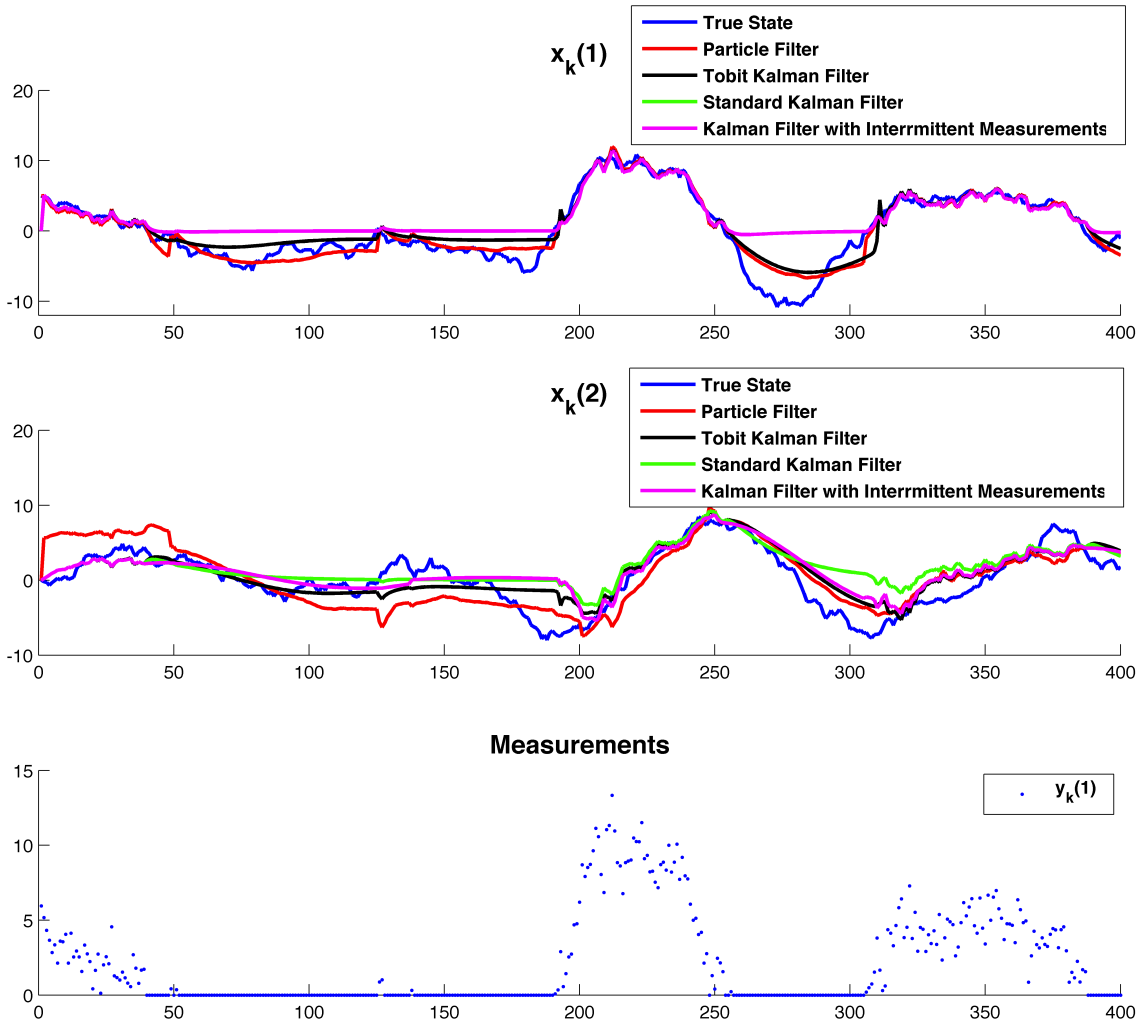 x_k(1)
True State
Particle Filter
Tobit Kalman Filter
Standard Kalman Filter
Kalman Filter with Interrmittent Measurements
20
10
0
-10
0 50 100 150 200 250 300 350 400
x_k(2)
True State
Particle Filter
Tobit Kalman Filter
Standard Kalman Filter
Kalman Filter with Interrmittent Measurements
20
10
0
-10
0 50 100 150 200 250 300 350 400
Measurements
y_k(1)
15
10
5
0
0 50 100 150 200 250 300 350 400